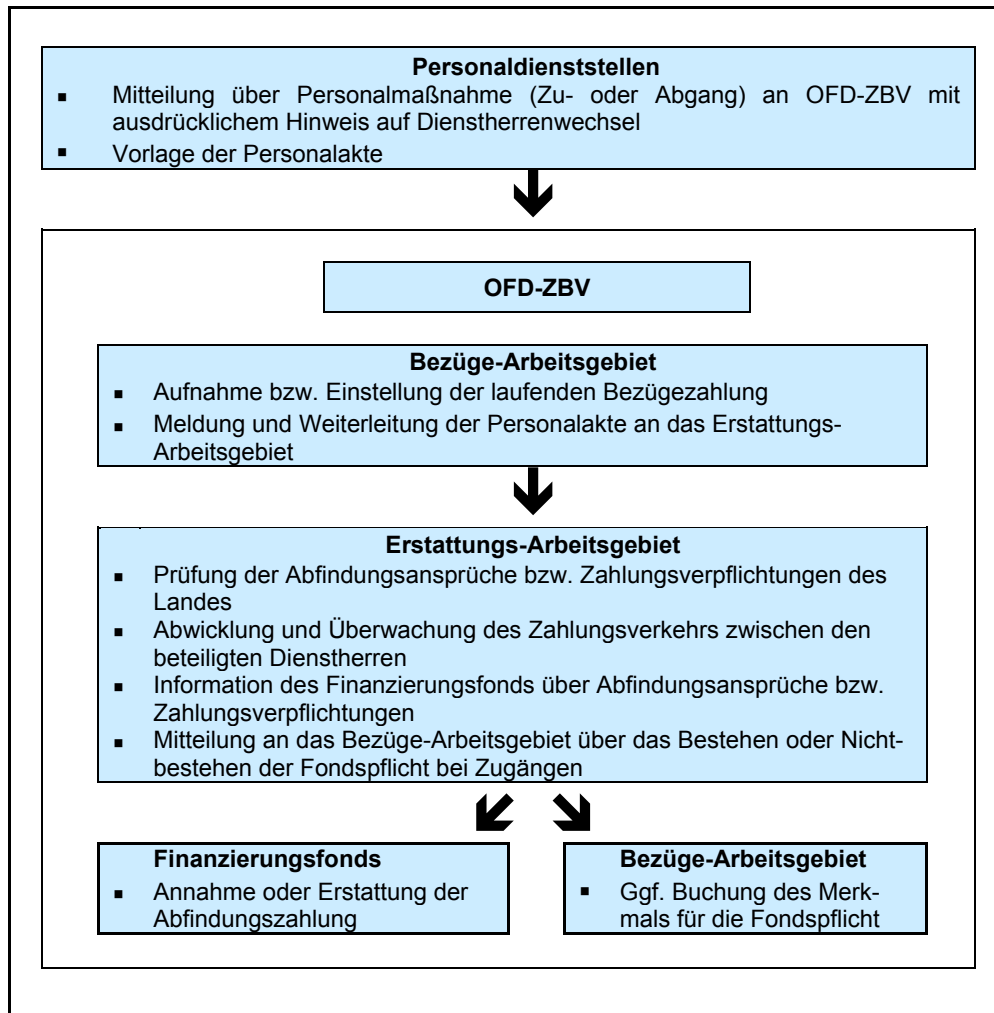 Personaldienststellen
▪ Mitteilung über Personalmaßnahme (Zu- oder Abgang) an OFD-ZBV mit
ausdrücklichem Hinweis auf Dienstherrenwechsel
▪ Vorlage der Personalakte
OFD-ZBV
Bezüge-Arbeitsgebiet
▪ Aufnahme bzw. Einstellung der laufenden Bezügezahlung
▪ Meldung und Weiterleitung der Personalakte an das Erstattungs-
Arbeitsgebiet
Erstattungs-Arbeitsgebiet
▪ Prüfung der Abfindungsansprüche bzw. Zahlungsverpflichtungen des
Landes
▪ Abwicklung und Überwachung des Zahlungsverkehrs zwischen den
beteiligten Dienstherren
▪ Information des Finanzierungsfonds über Abfindungsansprüche bzw.
Zahlungsverpflichtungen
▪ Mitteilung an das Bezüge-Arbeitsgebiet über das Bestehen oder Nicht-
bestehen der Fondspflicht bei Zugängen
Finanzierungsfonds
▪ Annahme oder Erstattung der
Abfindungszahlung
Bezüge-Arbeitsgebiet
▪ Ggf. Buchung des Merk-
mals für die Fondspflicht